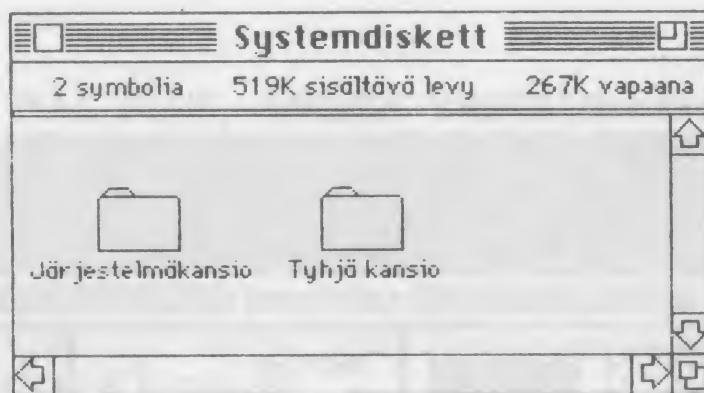 Systemdiskett
2 symbolia 519K sisältävä levy 267K vapaana
Järjestelmäkansio Tyhjä kansio